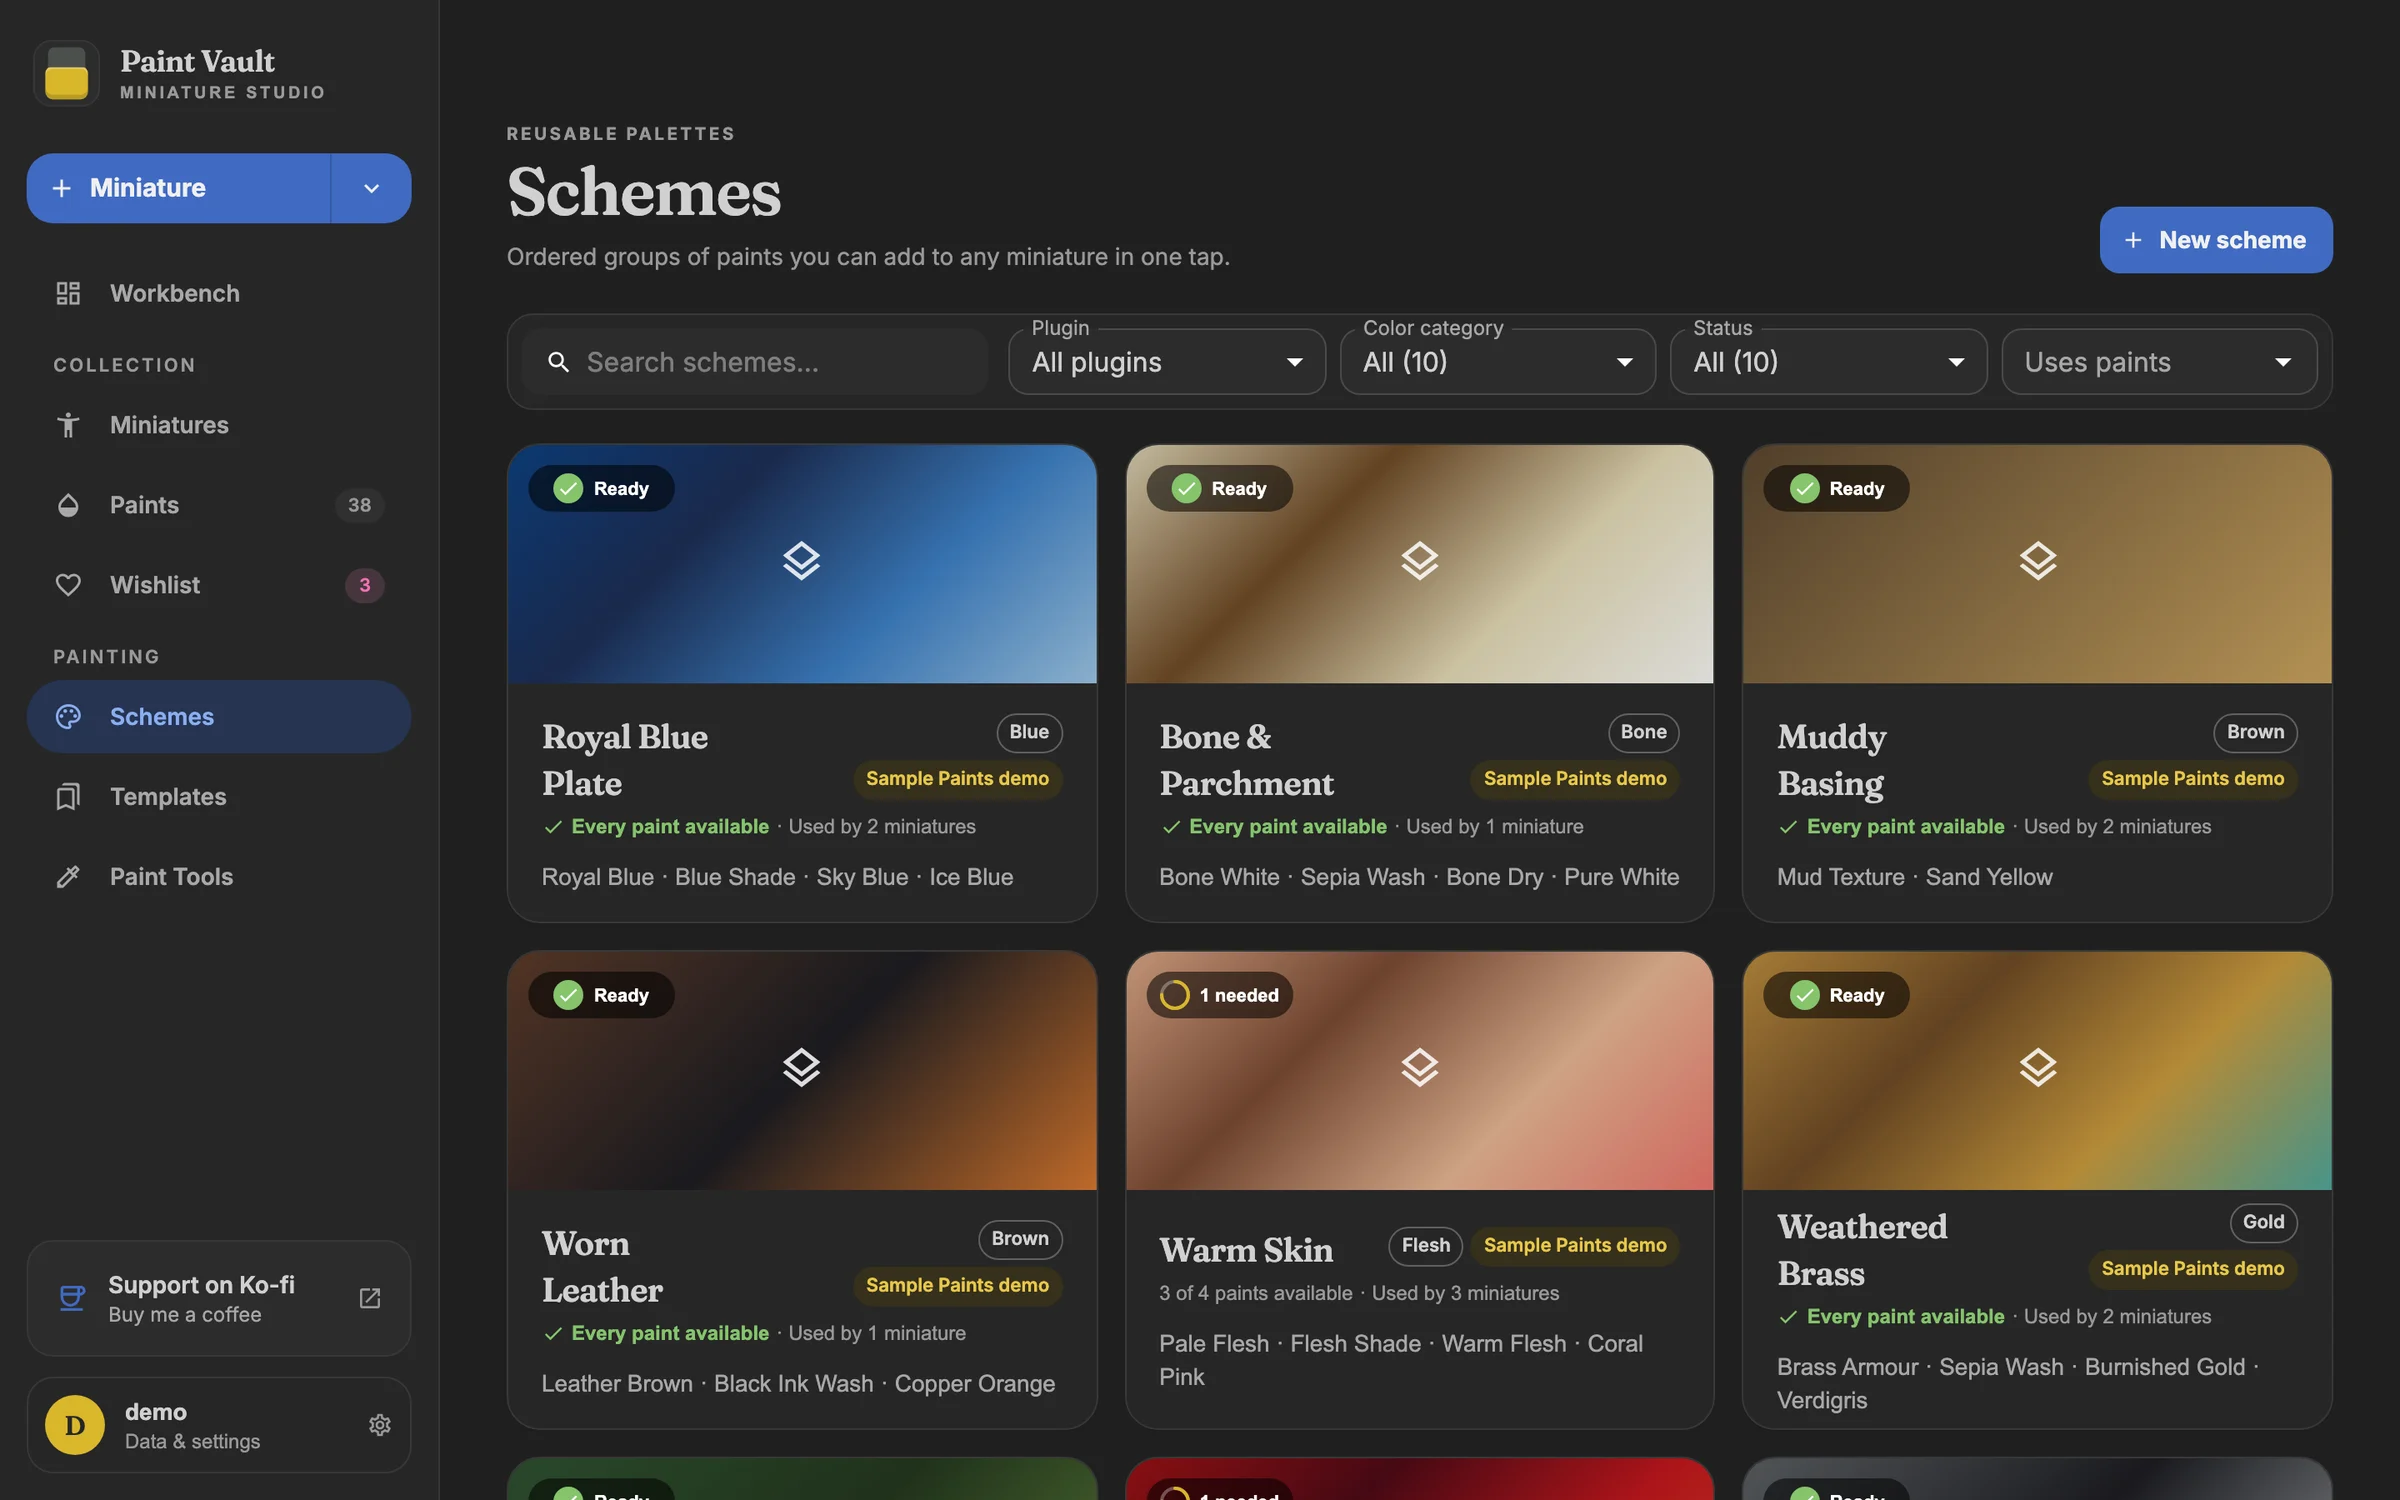 Paint Vault
MINIATURE STUDIO
Miniature
Workbench
COLLECTION
Miniatures
Paints 38
Wishlist 3
PAINTING
Schemes
Templates
Paint Tools
Support on Ko-fi
Buy me a coffee
D
demo
Data & settings
REUSABLE PALETTES
Schemes
Ordered groups of paints you can add to any miniature in one tap.
New scheme
Search schemes...
Plugin
All plugins
Color category
All (10)
Status
All (10)
Uses paints
Ready
Royal Blue
Plate
Blue
Sample Paints demo
Every paint available · Used by 2 miniatures
Royal Blue · Blue Shade · Sky Blue · Ice Blue
Ready
Bone &
Parchment
Bone
Sample Paints demo
Every paint available · Used by 1 miniature
Bone White · Sepia Wash · Bone Dry · Pure White
Ready
Muddy
Basing
Brown
Sample Paints demo
Every paint available · Used by 2 miniatures
Mud Texture · Sand Yellow
Ready
Worn
Leather
Brown
Sample Paints demo
Every paint available · Used by 1 miniature
Leather Brown · Black Ink Wash · Copper Orange
1 needed
Warm Skin
Flesh
Sample Paints demo
3 of 4 paints available · Used by 3 miniatures
Pale Flesh · Flesh Shade · Warm Flesh · Coral
Pink
Ready
Weathered
Brass
Gold
Sample Paints demo
Every paint available · Used by 2 miniatures
Brass Armour · Sepia Wash · Burnished Gold ·
Verdigris
Ready
1 needed
Ready